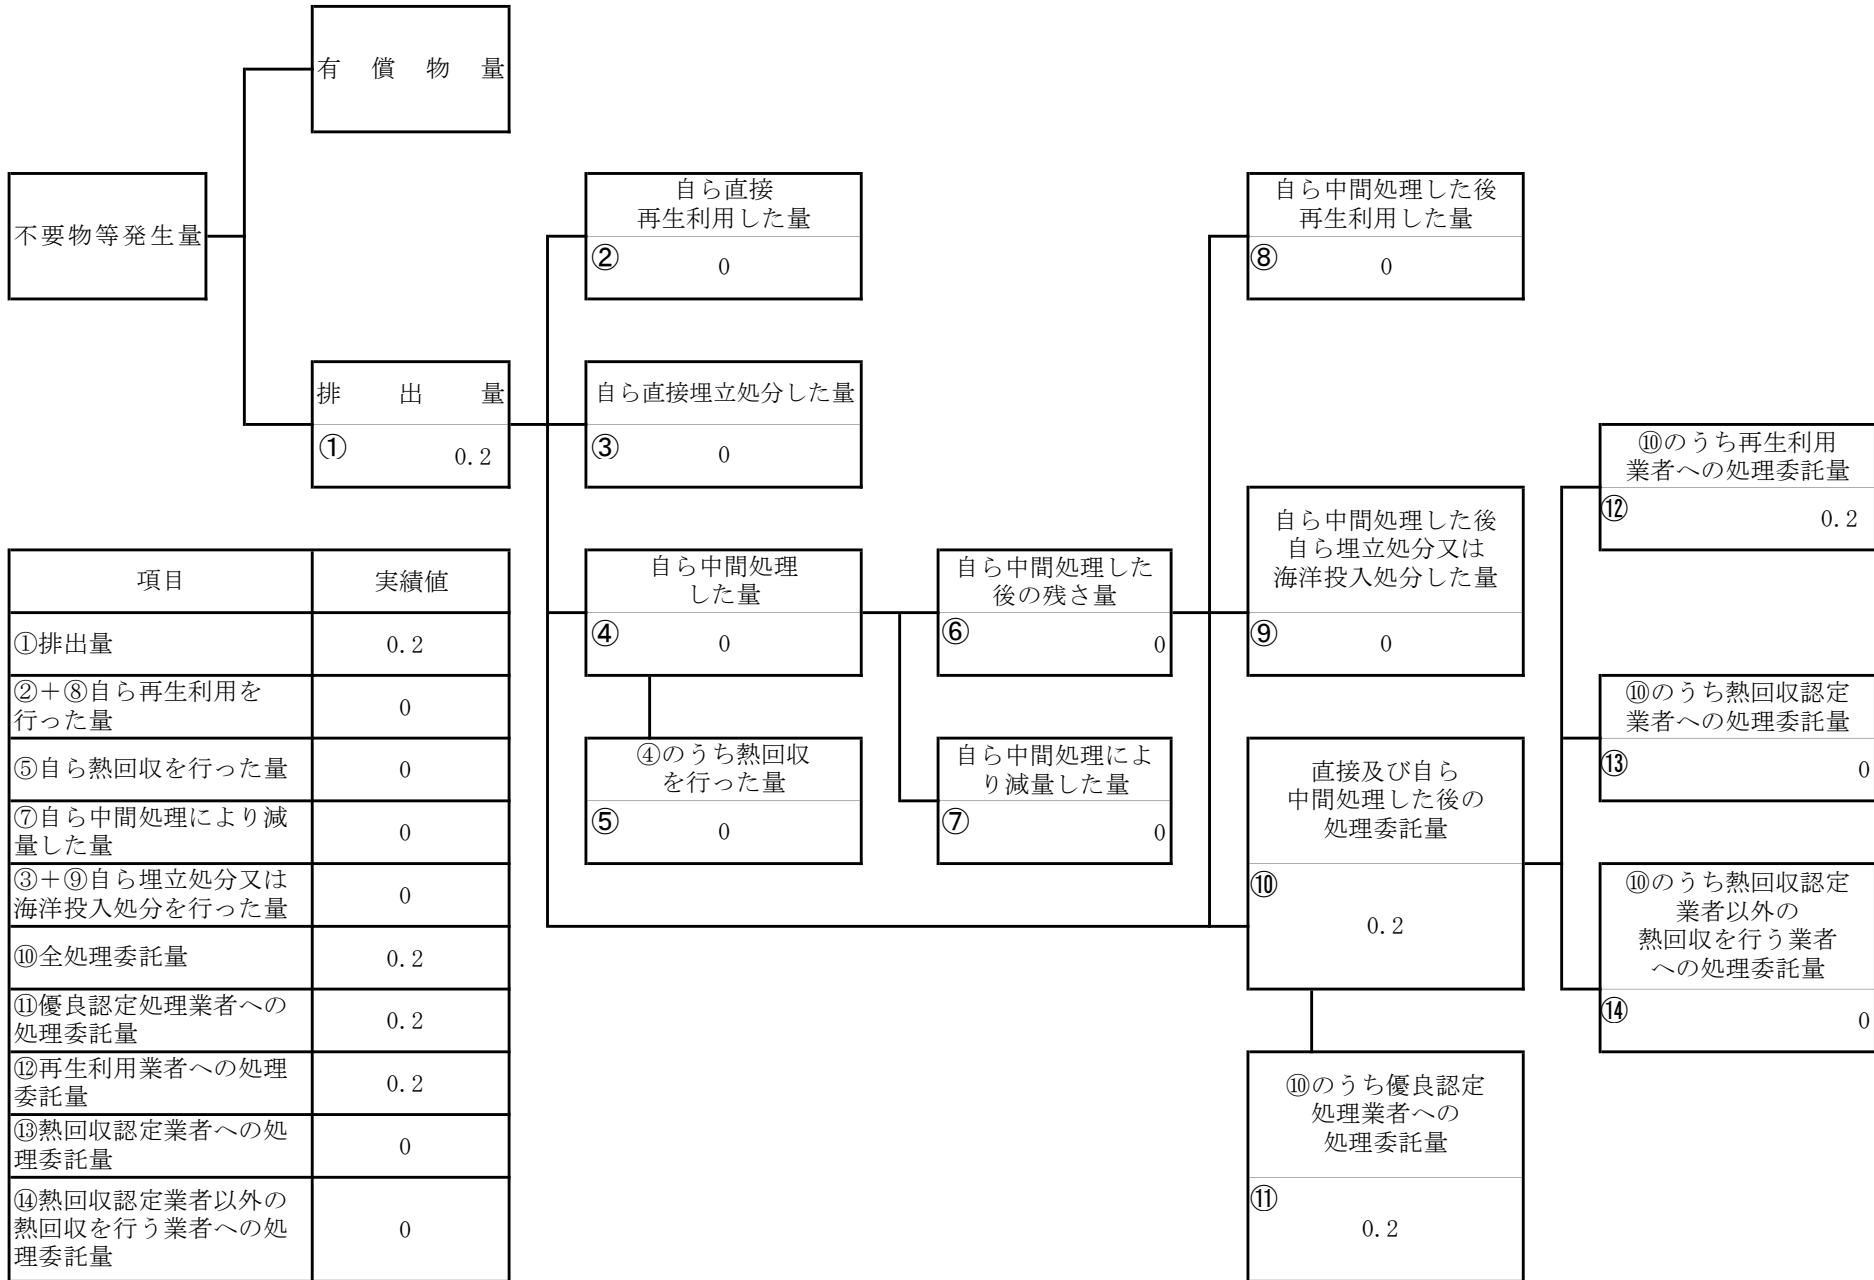 有償物量
不要物等発生量
排出量
①
0.2
自ら直接
再生利用した量
②
0
自ら直接埋立処分した量
③
0
自ら中間処理
した量
④
0
④のうち熱回収
を行った量
⑤
0
自ら中間処理した
後の残さ量
⑥
0
自ら中間処理によ
り減量した量
⑦
0
自ら中間処理した後
再生利用した量
⑧
0
自ら中間処理した後
自ら埋立処分又は
海洋投入処分した量
⑨
0
直接及び自ら
中間処理した後の
処理委託量
⑩
0.2
⑩のうち優良認定
処理業者への
処理委託量
⑪
0.2
⑩のうち再生利用
業者への処理委託量
⑫
0.2
⑩のうち熱回収認定
業者への処理委託量
⑬
0
⑩のうち熱回収認定
業者以外の
熱回収を行う業者
への処理委託量
⑭
0
項目 実績値
①排出量 0.2
②＋⑧自ら再生利用を
行った量
0
⑤自ら熱回収を行った量 0
⑦自ら中間処理により減
量した量
0
③＋⑨自ら埋立処分又は
海洋投入処分を行った量
0
⑩全処理委託量 0.2
⑪優良認定処理業者への
処理委託量
0.2
⑫再生利用業者への処理
委託量
0.2
⑬熱回収認定業者への処
理委託量
0
⑭熱回収認定業者以外の
熱回収を行う業者への処
理委託量
0